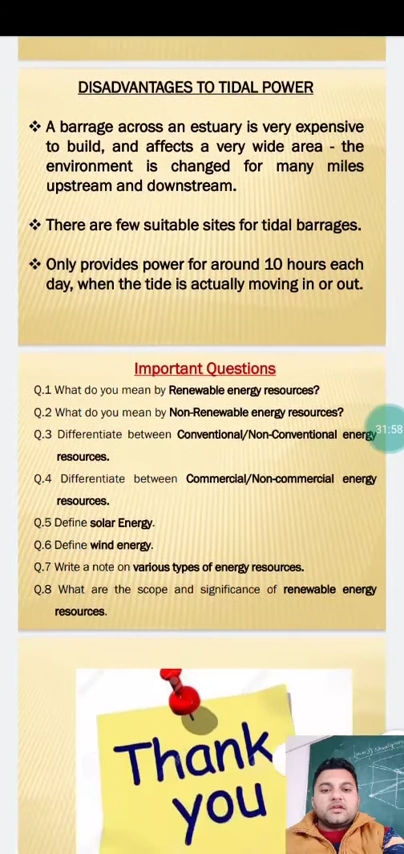 DISADVANTAGES TO TIDAL POWER
❖ A barrage across an estuary is very expensive
to build, and affects a very wide area - the
environment is changed for many miles
upstream and downstream.
❖ There are few suitable sites for tidal barrages.
❖ Only provides power for around 10 hours each
day, when the tide is actually moving in or out.
Important Questions
Q.1 What do you mean by Renewable energy resources?
Q.2 What do you mean by Non-Renewable energy resources?
Q.3 Differentiate between Conventional/Non-Conventional energy
resources.
31:58
Q.4 Differentiate between Commercial/Non-commercial energy
resources.
Q.5 Define solar Energy.
Q.6 Define wind energy.
Q.7 Write a note on various types of energy resources.
Q.8 What are the scope and significance of renewable energy
resources.
Thank
you